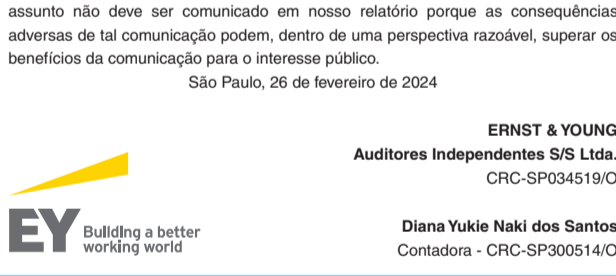 assunto não deve ser comunicado em nosso relatório porque as consequências
adversas de tal comunicação podem, dentro de uma perspectiva razoável, superar os
benefícios da comunicação para o interesse público.
São Paulo, 26 de fevereiro de 2024
ERNST & YOUNG
Auditores Independentes S/S Ltda.
CRC-SP034519/O
EY Building a better
working world
Diana Yukie Naki dos Santos
Contadora - CRC-SP300514/O